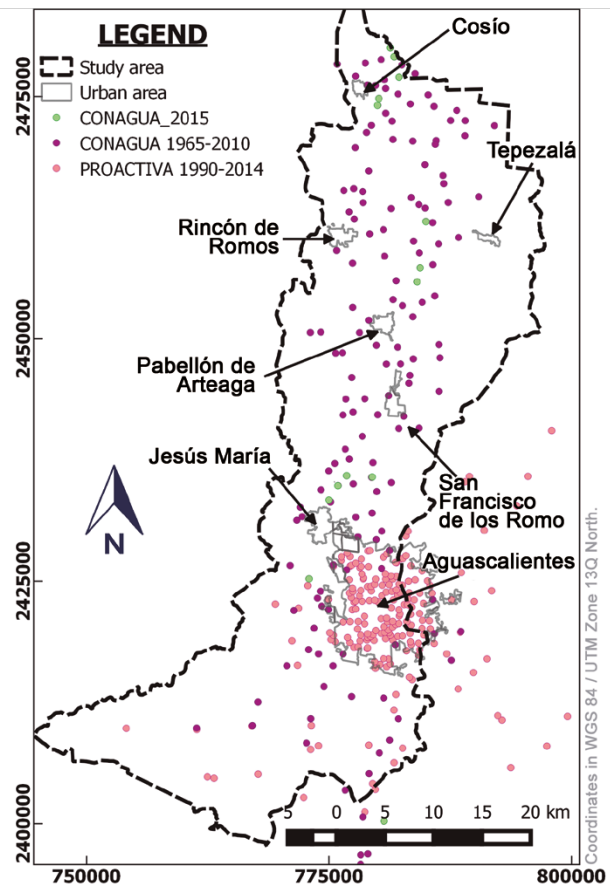 LEGEND
Study area
Urban area
CONAGUA_2015
CONAGUA 1965-2010
PROACTIVA 1990-2014
Cosío
Tepezalá
Rincón de
Romos
Pabellón de
Arteaga
Jesús María
San
Francisco
de los Romo
Aguascalientes
N
2475000
2450000
2425000
2400000
5 0 5 10 15 20 km
750000 775000 800000
Coordinates in WGS 84 / UTM Zone 13Q North.